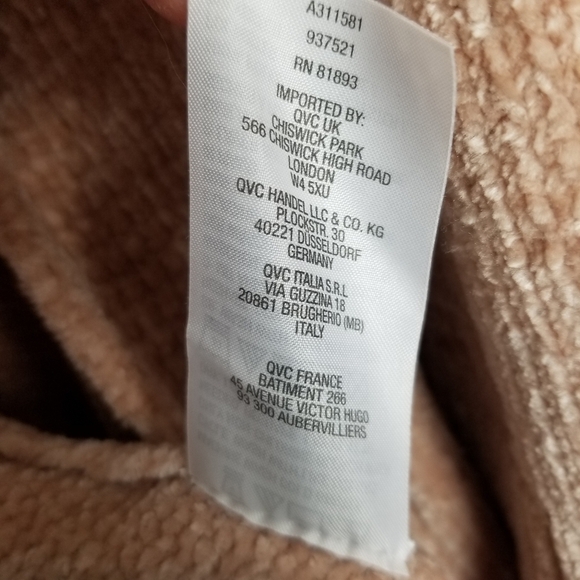 A311581
937521
RN 81893
IMPORTED BY:
QVC UK
CHISWICK PARK
566 CHISWICK HIGH ROAD
LONDON
W4 5XU
QVC HANDEL LLC & CO. KG
PLOCKSTR. 30
40221 DÜSSELDORF
GERMANY
QVC ITALIA S.R.L
VIA GUZZINA 18
20861 BRUGHERIO (MB)
ITALY
QVC FRANCE
BATIMENT 266
45 AVENUE VICTOR HUGO
93 300 AUBERVILLIERS